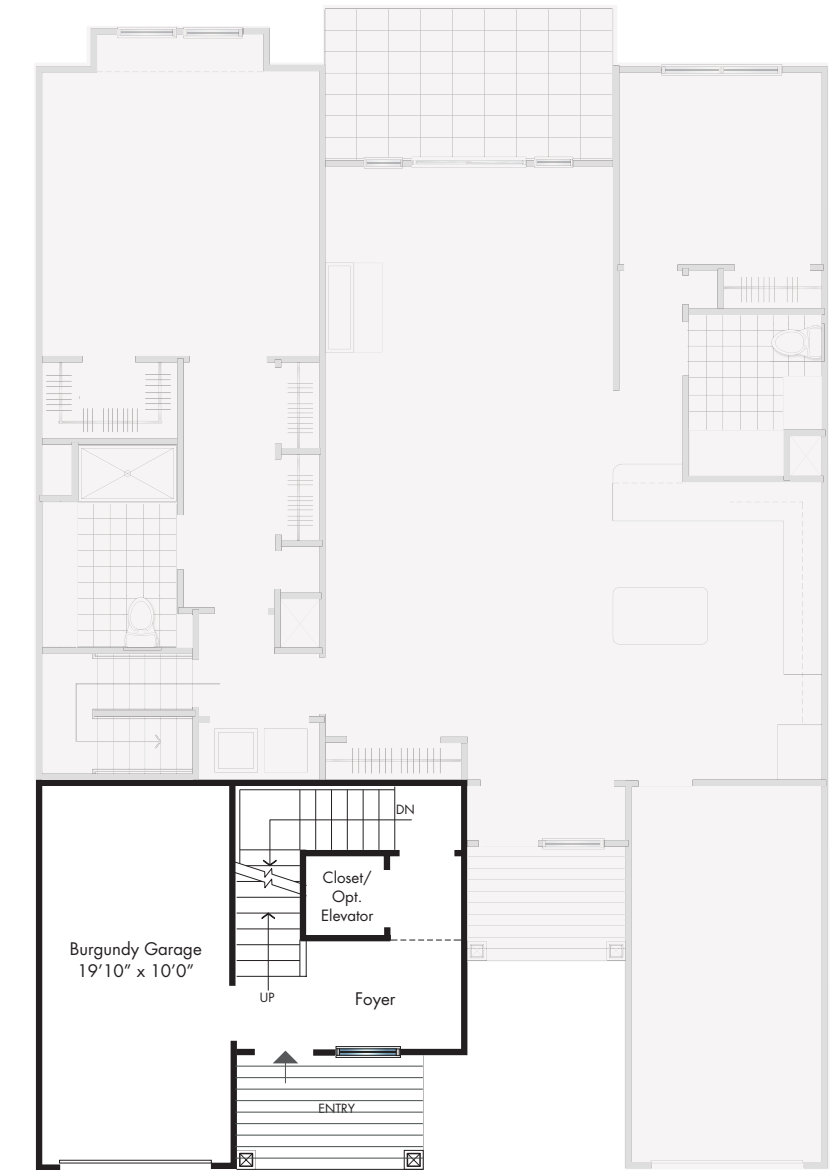 DN
Closet/
Opt.
Elevator
Burgundy Garage
19’10” x 10’0”
UP
Foyer
ENTRY